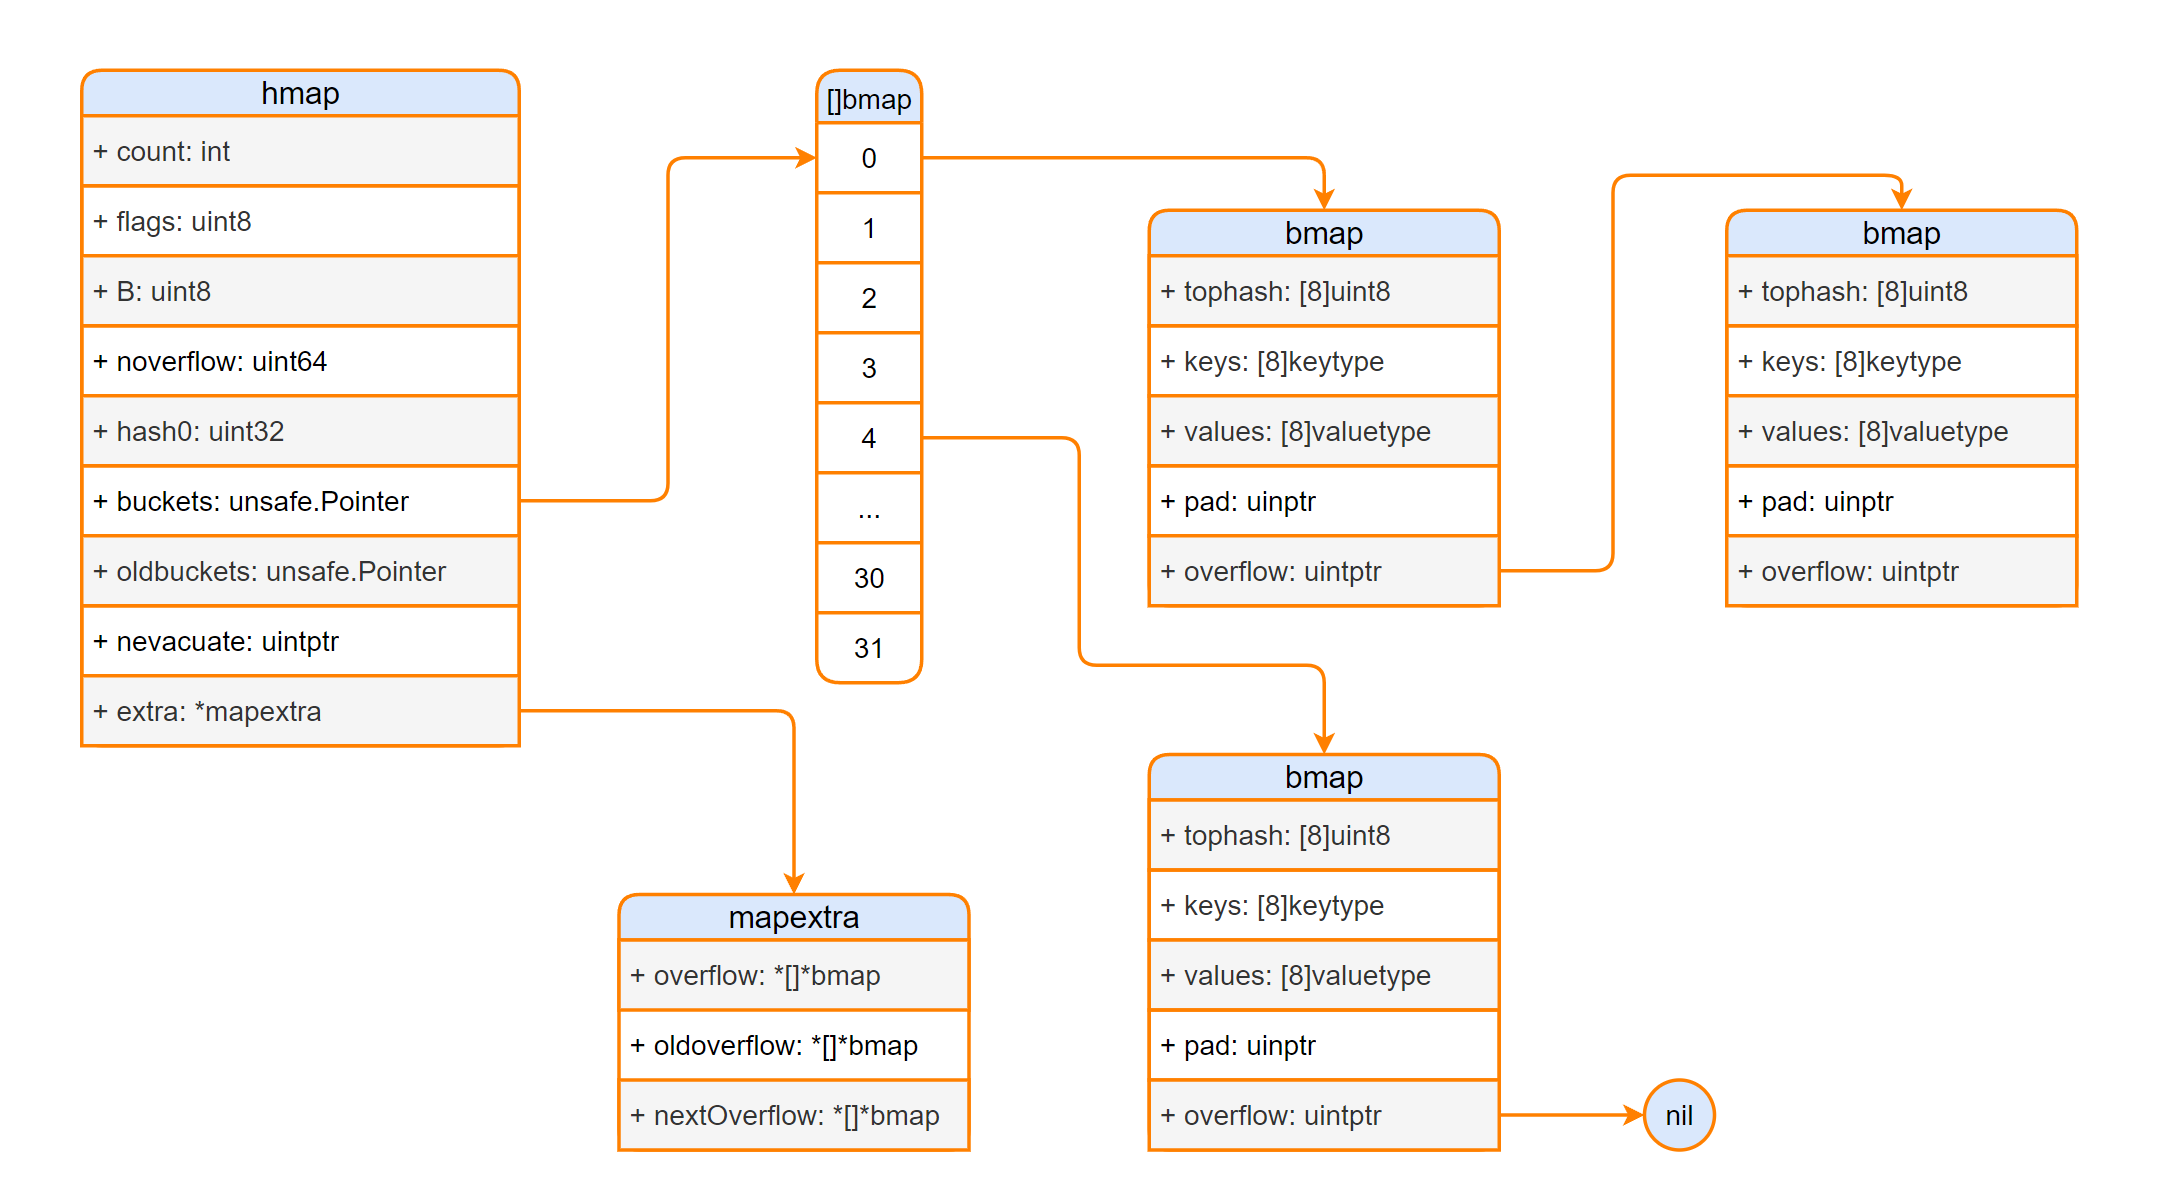 hmap
+ count: int
+ flags: uint8
+ B: uint8
+ noverflow: uint64
+ hash0: uint32
+ buckets: unsafe.Pointer
+ oldbuckets: unsafe.Pointer
+ nevacuate: uintptr
+ extra: *mapextra
[]bmap
0
1
2
3
4
...
30
31
bmap
+ tophash: [8]uint8
+ keys: [8]keytype
+ values: [8]valuetype
+ pad: uinptr
+ overflow: uintptr
bmap
+ tophash: [8]uint8
+ keys: [8]keytype
+ values: [8]valuetype
+ pad: uinptr
+ overflow: uintptr
mapextra
+ overflow: *[]*bmap
+ oldoverflow: *[]*bmap
+ nextOverflow: *[]*bmap
bmap
+ tophash: [8]uint8
+ keys: [8]keytype
+ values: [8]valuetype
+ pad: uinptr
+ overflow: uintptr
nil